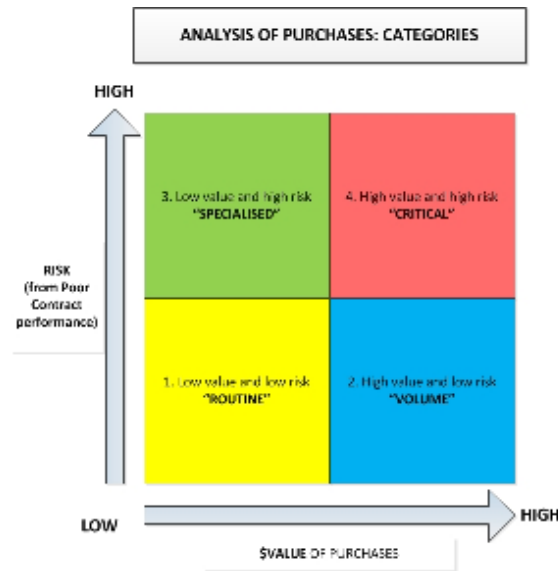 ANALYSIS OF PURCHASES: CATEGORIES
HIGH
3. Low value and high risk
"SPECIALISED"
4. High value and high risk
"CRITICAL"
RISK
(from Poor
Contract
performance)
1. Low value and low risk
"ROUTINE"
2. High value and low risk
"VOLUME"
LOW
HIGH
$VALUE OF PURCHASES